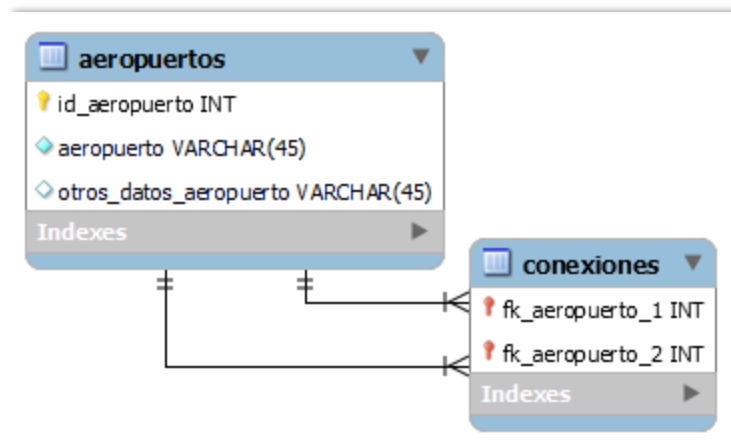 aeropuertos
id_aeropuerto INT
aeropuerto VARCHAR(45)
otros_datos_aeropuerto VARCHAR(45)
Indexes
conexiones
fk_aeropuerto_1 INT
fk_aeropuerto_2 INT
Indexes